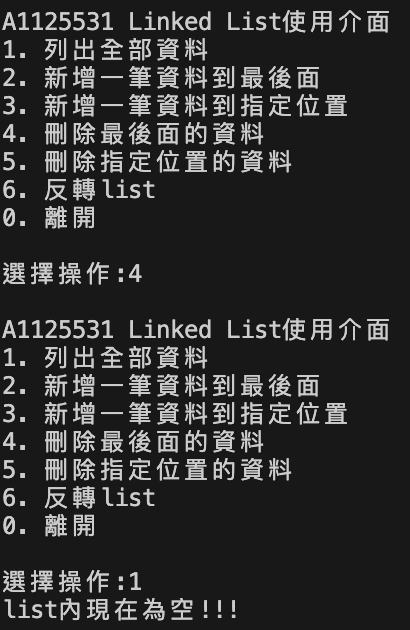 A1125531 Linked List使用介面
1. 列出全部資料
2. 新增一筆資料到最後面
3. 新增一筆資料到指定位置
4. 刪除最後面的資料
5. 刪除指定位置的資料
6. 反轉list
0. 離開
選擇操作:4
A1125531 Linked List使用介面
1. 列出全部資料
2. 新增一筆資料到最後面
3. 新增一筆資料到指定位置
4. 刪除最後面的資料
5. 刪除指定位置的資料
6. 反轉list
0. 離開
選擇操作:1
list內現在為空!!!